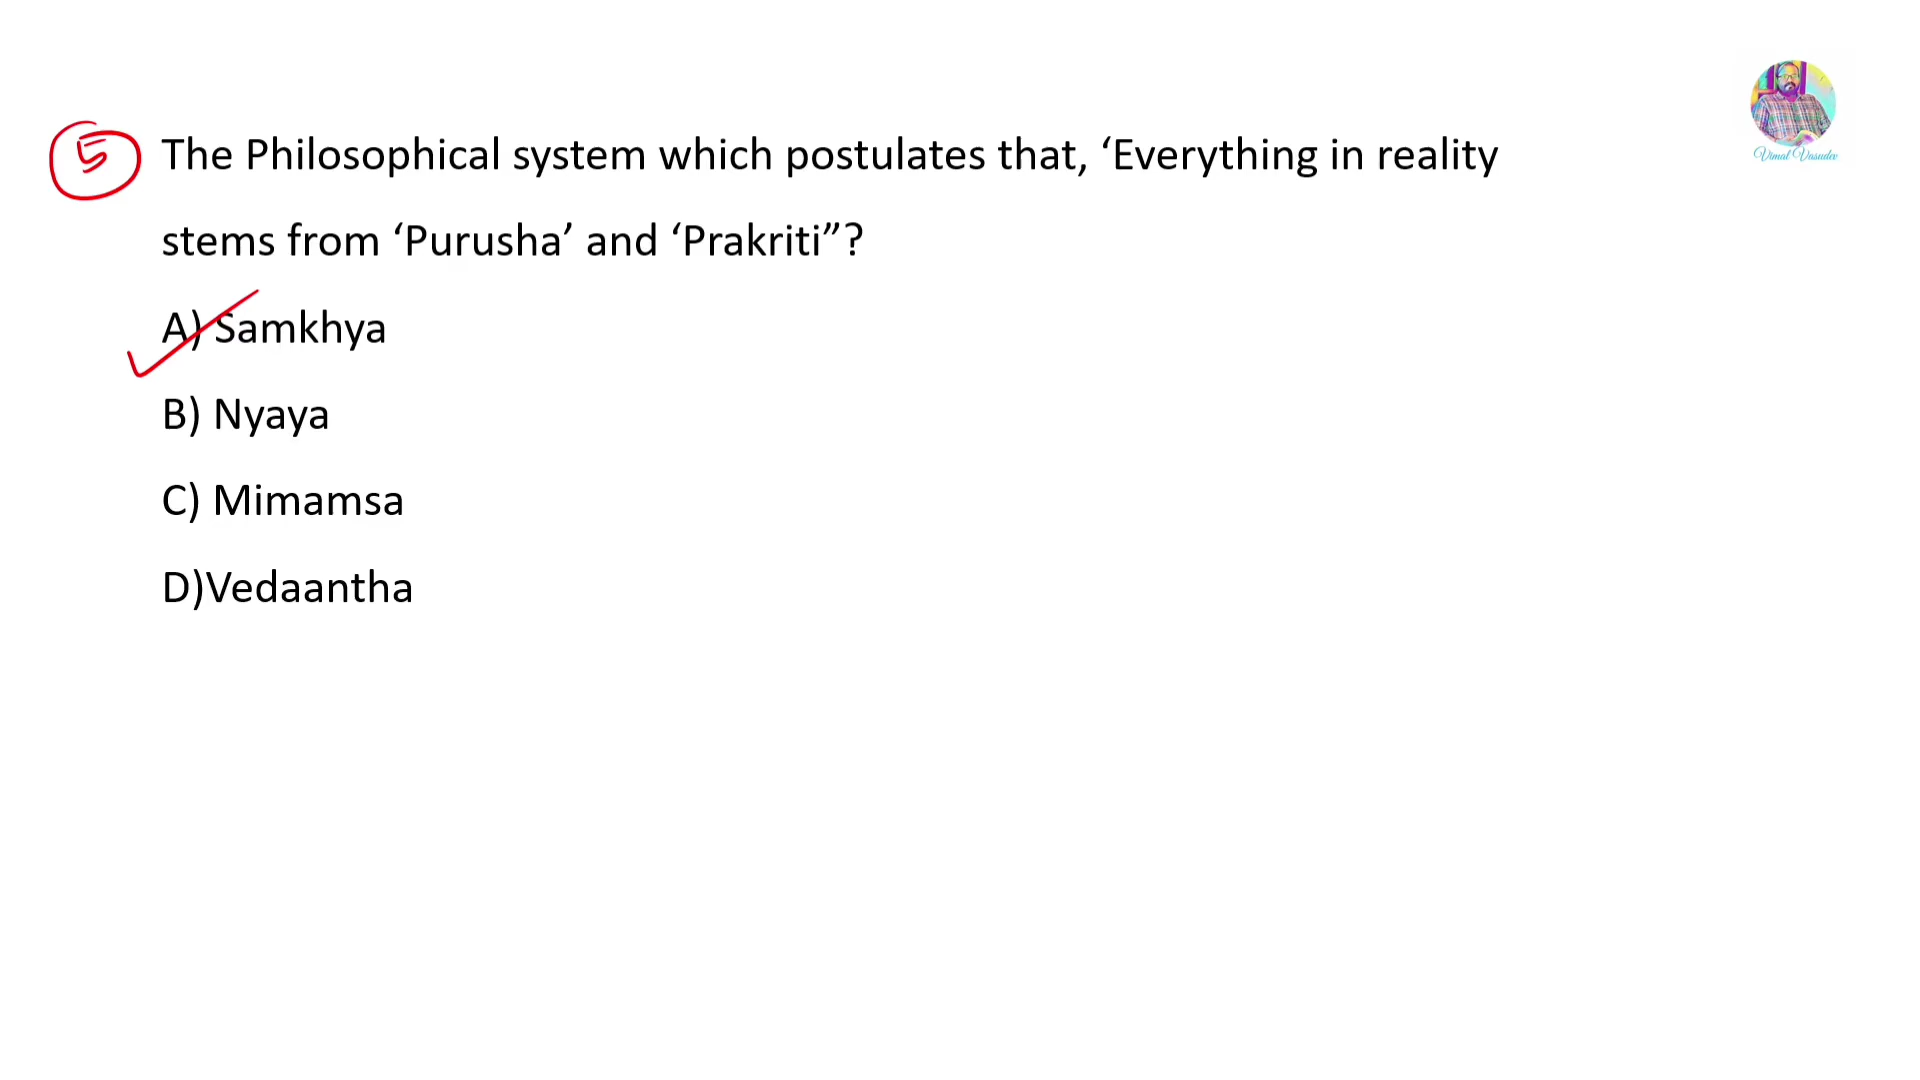 Vimal Vasudev
5 The Philosophical system which postulates that, ‘Everything in reality
stems from ‘Purusha’ and ‘Prakriti”?
A) Samkhya
B) Nyaya
C) Mimamsa
D)Vedaantha